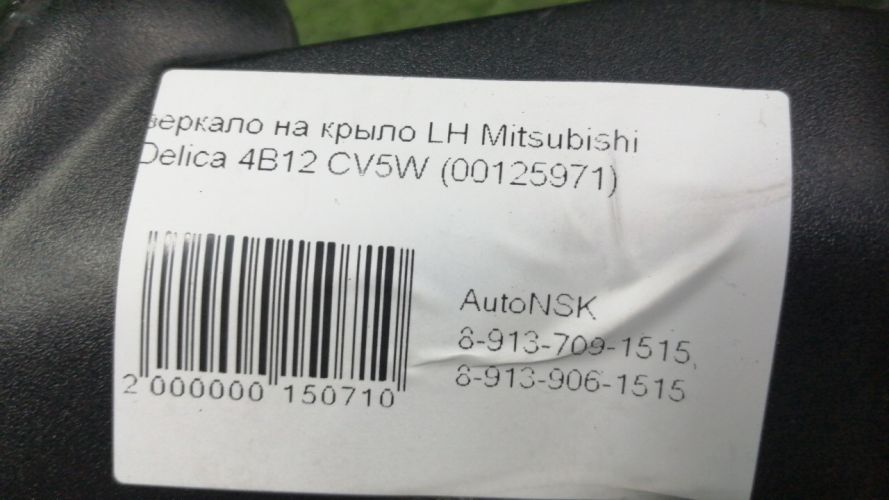 зеркало на крыло LH Mitsubishi
Delica 4B12 CV5W (00125971)
AutoNSK
8-913-709-1515,
8-913-906-1515
2 000000 150710